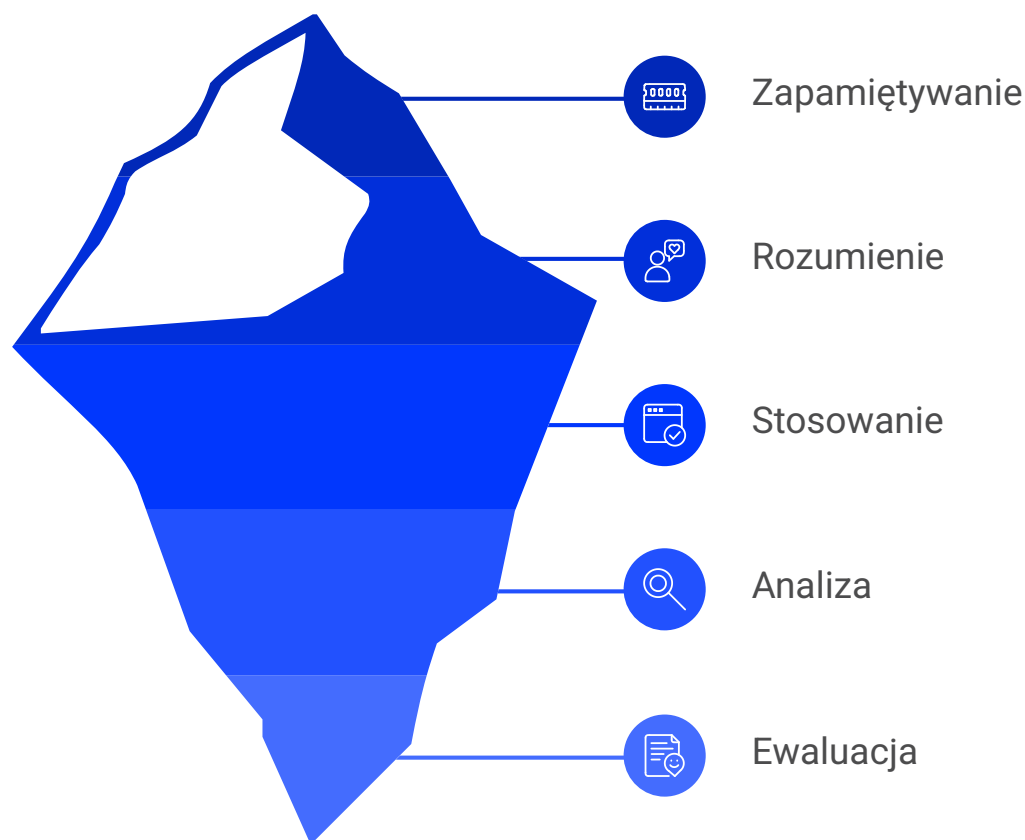 Zapamiętywanie
Rozumienie
Stosowanie
Analiza
Ewaluacja